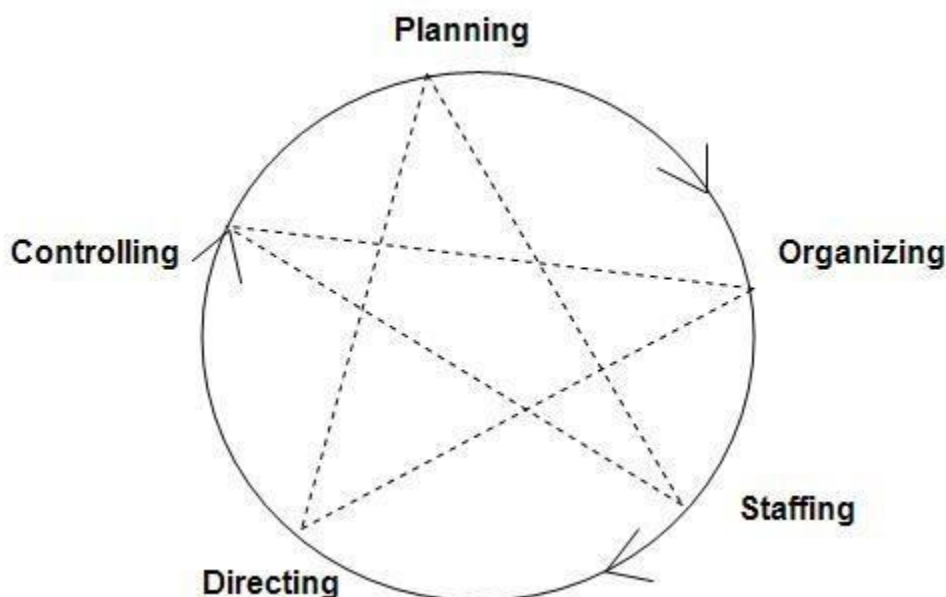 Planning
Organizing
Staffing
Directing
Controlling